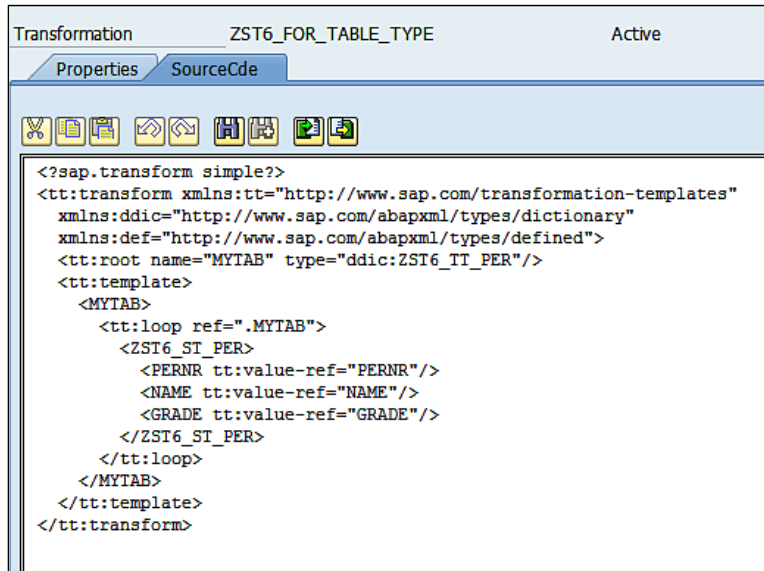 Transformation ZST6_FOR_TABLE_TYPE Active
Properties SourceCde
<?sap.transform simple?>
<tt:transform xmlns:tt="http://www.sap.com/transformation-templates"
  xmlns:ddic="http://www.sap.com/abapxml/types/dictionary"
  xmlns:def="http://www.sap.com/abapxml/types/defined">
  <tt:root name="MYTAB" type="ddic:ZST6_TT_PER"/>
  <tt:template>
    <MYTAB>
      <tt:loop ref=".MYTAB">
        <ZST6_ST_PER>
          <PERNR tt:value-ref="PERNR"/>
          <NAME tt:value-ref="NAME"/>
          <GRADE tt:value-ref="GRADE"/>
        </ZST6_ST_PER>
      </tt:loop>
    </MYTAB>
  </tt:template>
</tt:transform>